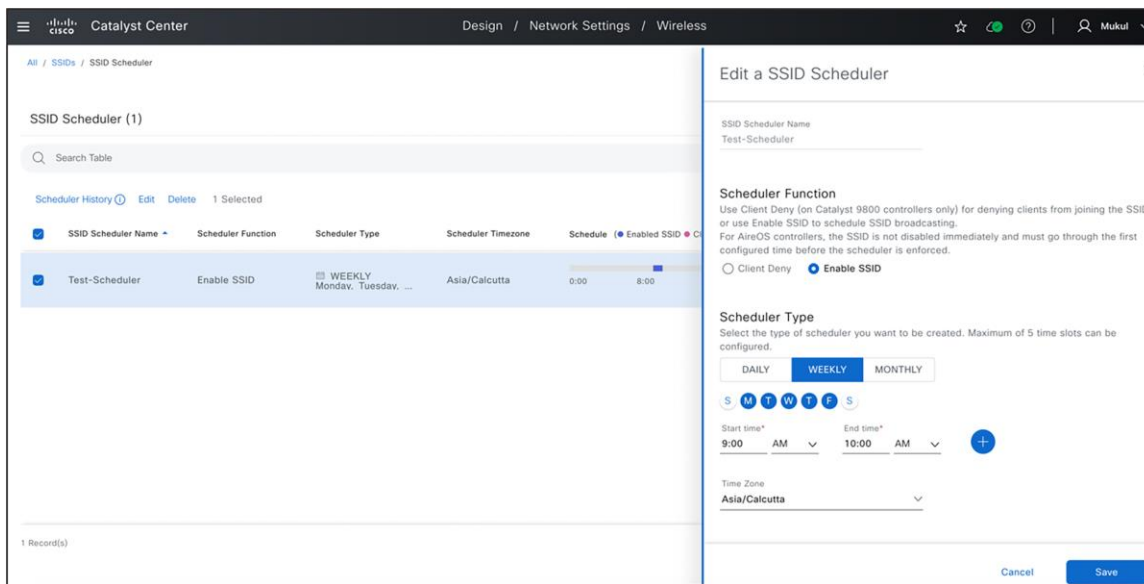 cisco Catalyst Center
Design / Network Settings / Wireless
Mukul
All / SSIDs / SSID Scheduler
SSID Scheduler (1)
Search Table
Scheduler History Edit Delete 1 Selected
SSID Scheduler Name Scheduler Function Scheduler Type Scheduler Timezone Schedule (Enabled SSID
Test-Scheduler Enable SSID WEEKLY Asia/Calcutta
Monday, Tuesday, ...
0:00 8:00
1 Record(s)
Edit a SSID Scheduler
SSID Scheduler Name
Test-Scheduler
Scheduler Function
Use Client Deny (on Catalyst 9800 controllers only) for denying clients from joining the SSID
or use Enable SSID to schedule SSID broadcasting.
For AireOS controllers, the SSID is not disabled immediately and must go through the first
configured time before the scheduler is enforced.
Client Deny Enable SSID
Scheduler Type
Select the type of scheduler you want to be created. Maximum of 5 time slots can be
configured.
DAILY WEEKLY MONTHLY
S M T W T F S
Start time* End time*
9:00 AM 10:00 AM +
Time Zone
Asia/Calcutta
Cancel Save